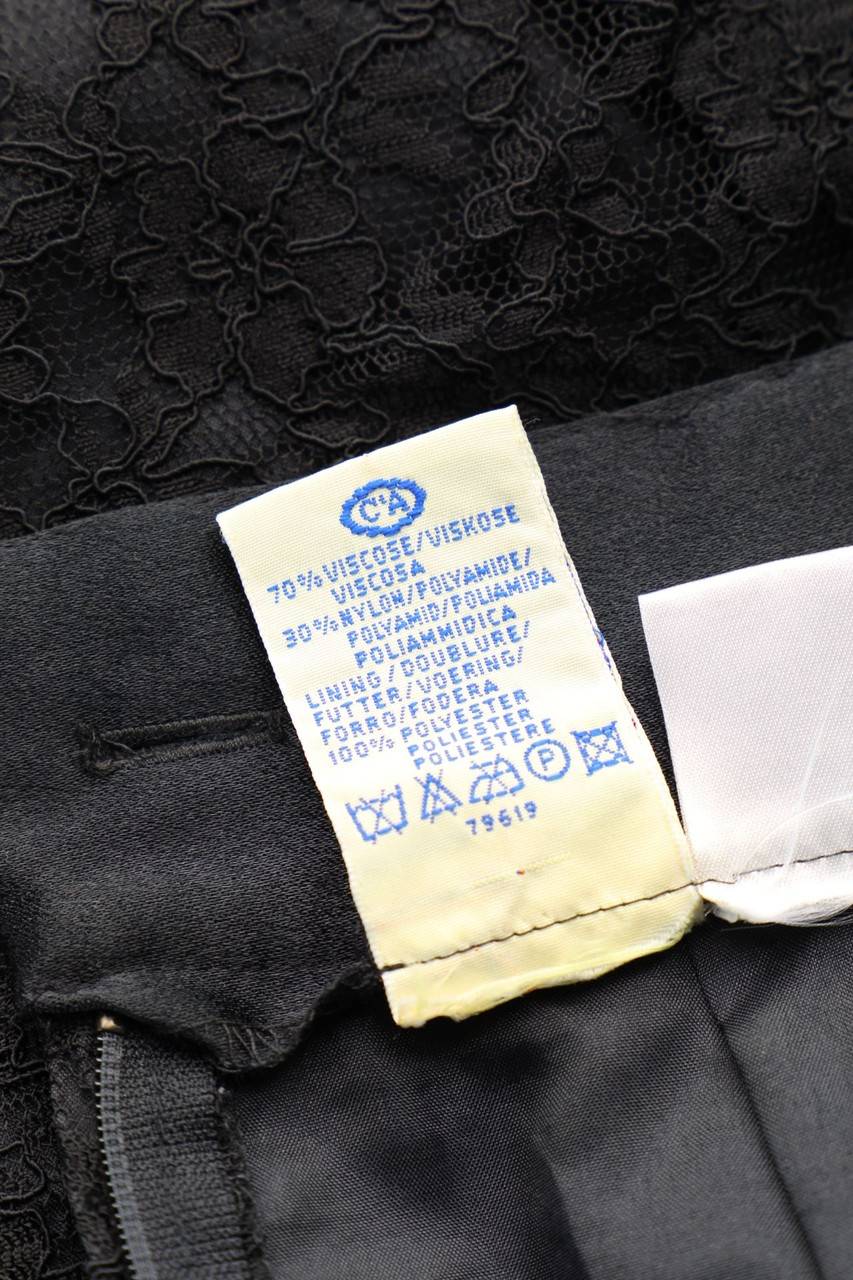 C&A
70% VISCOSE/VISKOSE
VISCOSA
30% NYLON/POLYAMIDE/
POLYAMID/POLIAMIDA
POLIAMMIDICA
LINING/DOUBLURE/
FUTTER/VOERING/
FORRO/FODERA
100% POLYESTER
POLIESTER
POLIESTERE
P
79619